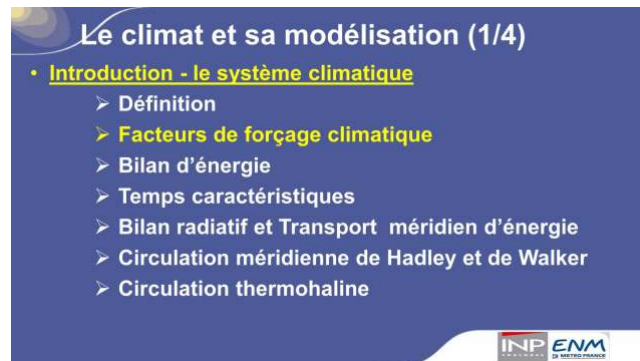 Le climat et sa modélisation (1/4)
• Introduction - le système climatique
➢ Définition
➢ Facteurs de forçage climatique
➢ Bilan d’énergie
➢ Temps caractéristiques
➢ Bilan radiatif et Transport méridien d’énergie
➢ Circulation méridienne de Hadley et de Walker
➢ Circulation thermohaline
INP ENM